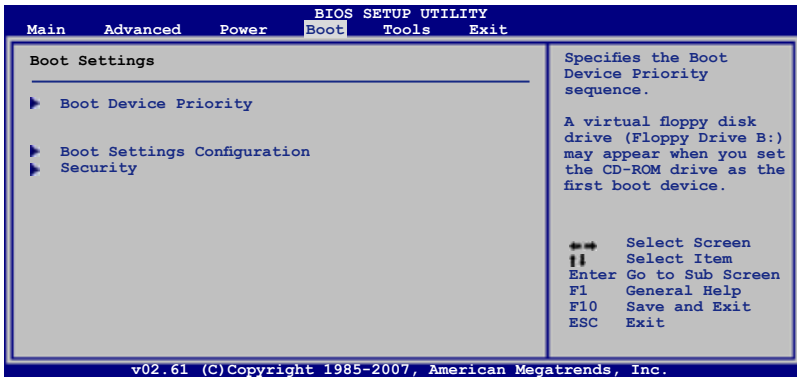 BIOS SETUP UTILITY
Main Advanced Power Boot Tools Exit
Boot Settings
Boot Device Priority
Boot Settings Configuration
Security
Specifies the Boot
Device Priority
sequence.
A virtual floppy disk
drive (Floppy Drive B:)
may appear when you set
the CD-ROM drive as the
first boot device.
Select Screen
Select Item
Enter Go to Sub Screen
F1 General Help
F10 Save and Exit
ESC Exit
v02.61 (C)Copyright 1985-2007, American Megatrends, Inc.